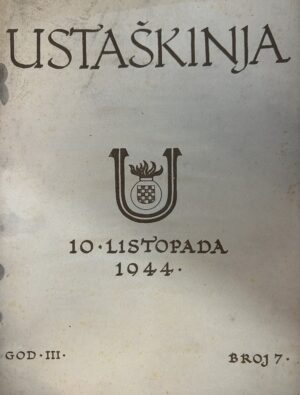 USTAŠKINJA
U
10·LISTOPADA
1944·
GOD·III·
BROJ 7·